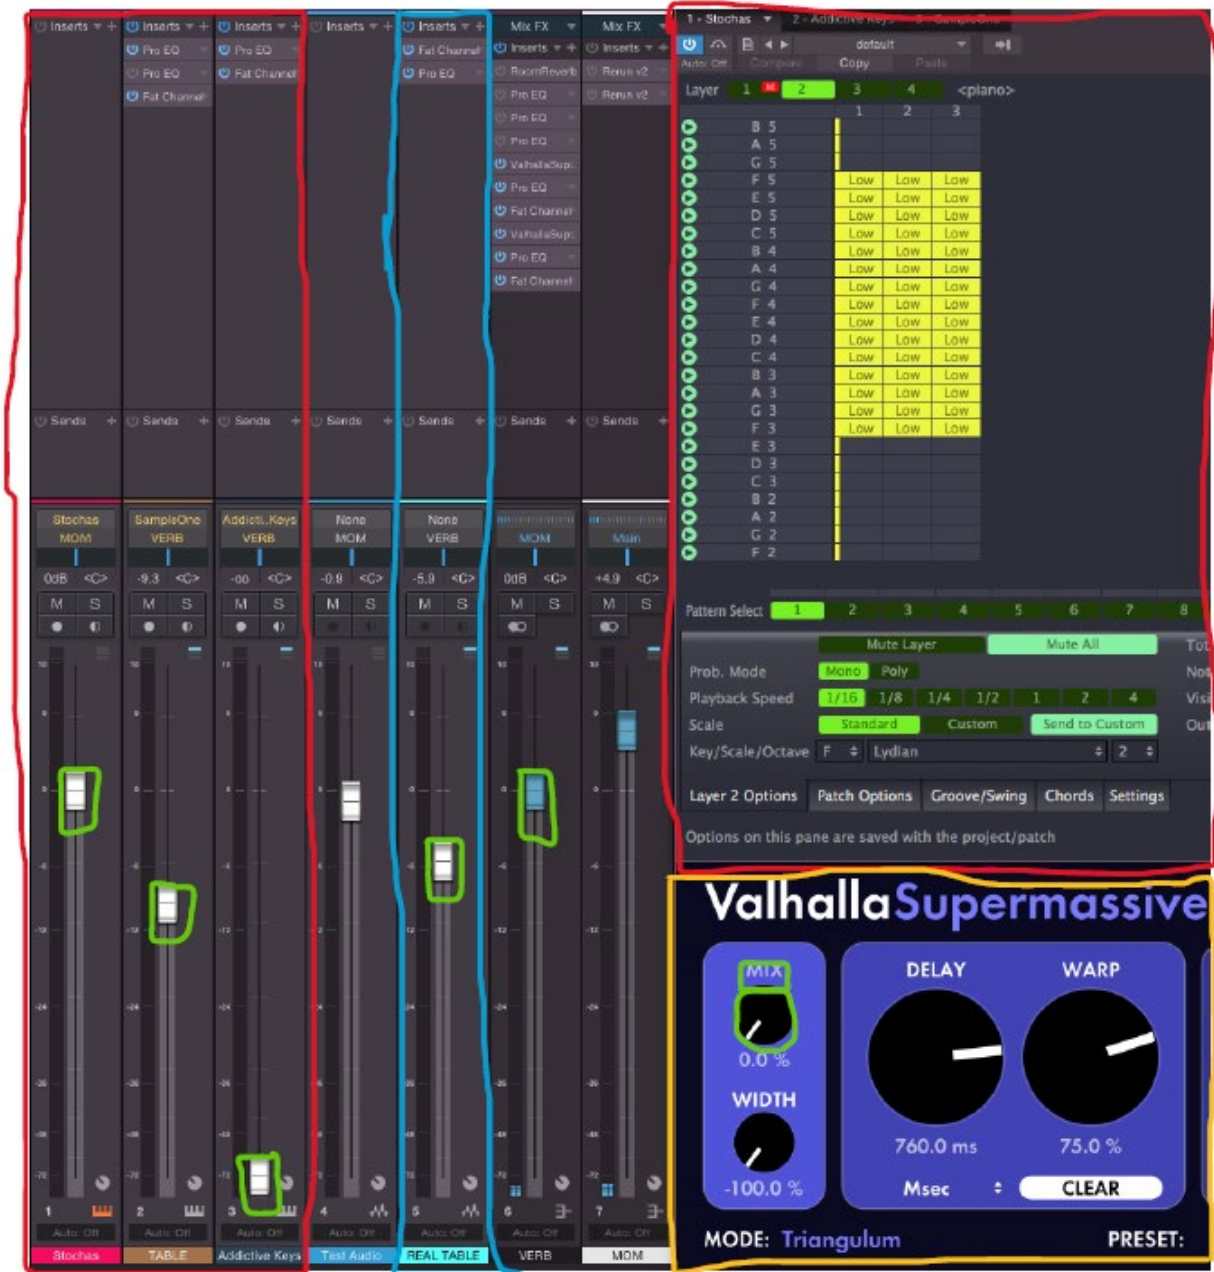 Inserts
Inserts
Inserts
Inserts
Inserts
Mix FX
Mix FX
Pro EQ
Pro EQ
Fat Channel
Inserts
Inserts
Pro EQ
Fat Channel
Pro EQ
RoomReverb
Rerun v2
Fat Channel
Pro EQ
Rerun v2
Pro EQ
Pro EQ
Pro EQ
Fat Channel
Pro EQ
Fat Channel
Sends
Sends
Sends
Sends
Sends
Sends
Sends
Stochas
SampleOne
Addicti..Keys
None
None
MOM
VERB
VERB
MOM
VERB
MOM
Main
0dB <C>
-9.3 <C>
-oo <C>
-0.9 <C>
-5.9 <C>
0dB <C>
+4.9 <C>
M S
M S
M S
M S
M S
M S
M S
1
2
3
4
5
6
7
Auto: Off
Auto: Off
Auto: Off
Auto: Off
Auto: Off
Auto: Off
Auto: Off
Stochas
TABLE
Addictive Keys
Test Audio
REAL TABLE
VERB
MOM
1 - Stochas
2 - Addictive Keys
3 - SampleOne
default
Auto: Off
Compare
Copy
Paste
Layer 1 M 2 3 4 <piano>
1 2 3
B 5
A 5
G 5
F 5 Low Low Low
E 5 Low Low Low
D 5 Low Low Low
C 5 Low Low Low
B 4 Low Low Low
A 4 Low Low Low
G 4 Low Low Low
F 4 Low Low Low
E 4 Low Low Low
D 4 Low Low Low
C 4 Low Low Low
B 3 Low Low Low
A 3 Low Low Low
G 3 Low Low Low
F 3 Low Low Low
E 3
D 3
C 3
B 2
A 2
G 2
F 2
Pattern Select 1 2 3 4 5 6 7 8
Mute Layer Mute All
Prob. Mode Mono Poly
Playback Speed 1/16 1/8 1/4 1/2 1 2 4
Scale Standard Custom Send to Custom
Key/Scale/Octave F Lydian 2
Layer 2 Options Patch Options Groove/Swing Chords Settings
Options on this pane are saved with the project/patch
ValhallaSupermassive
MIX
DELAY
WARP
0.0 %
WIDTH
760.0 ms
75.0 %
-100.0 %
Msec
CLEAR
MODE: Triangulum
PRESET: